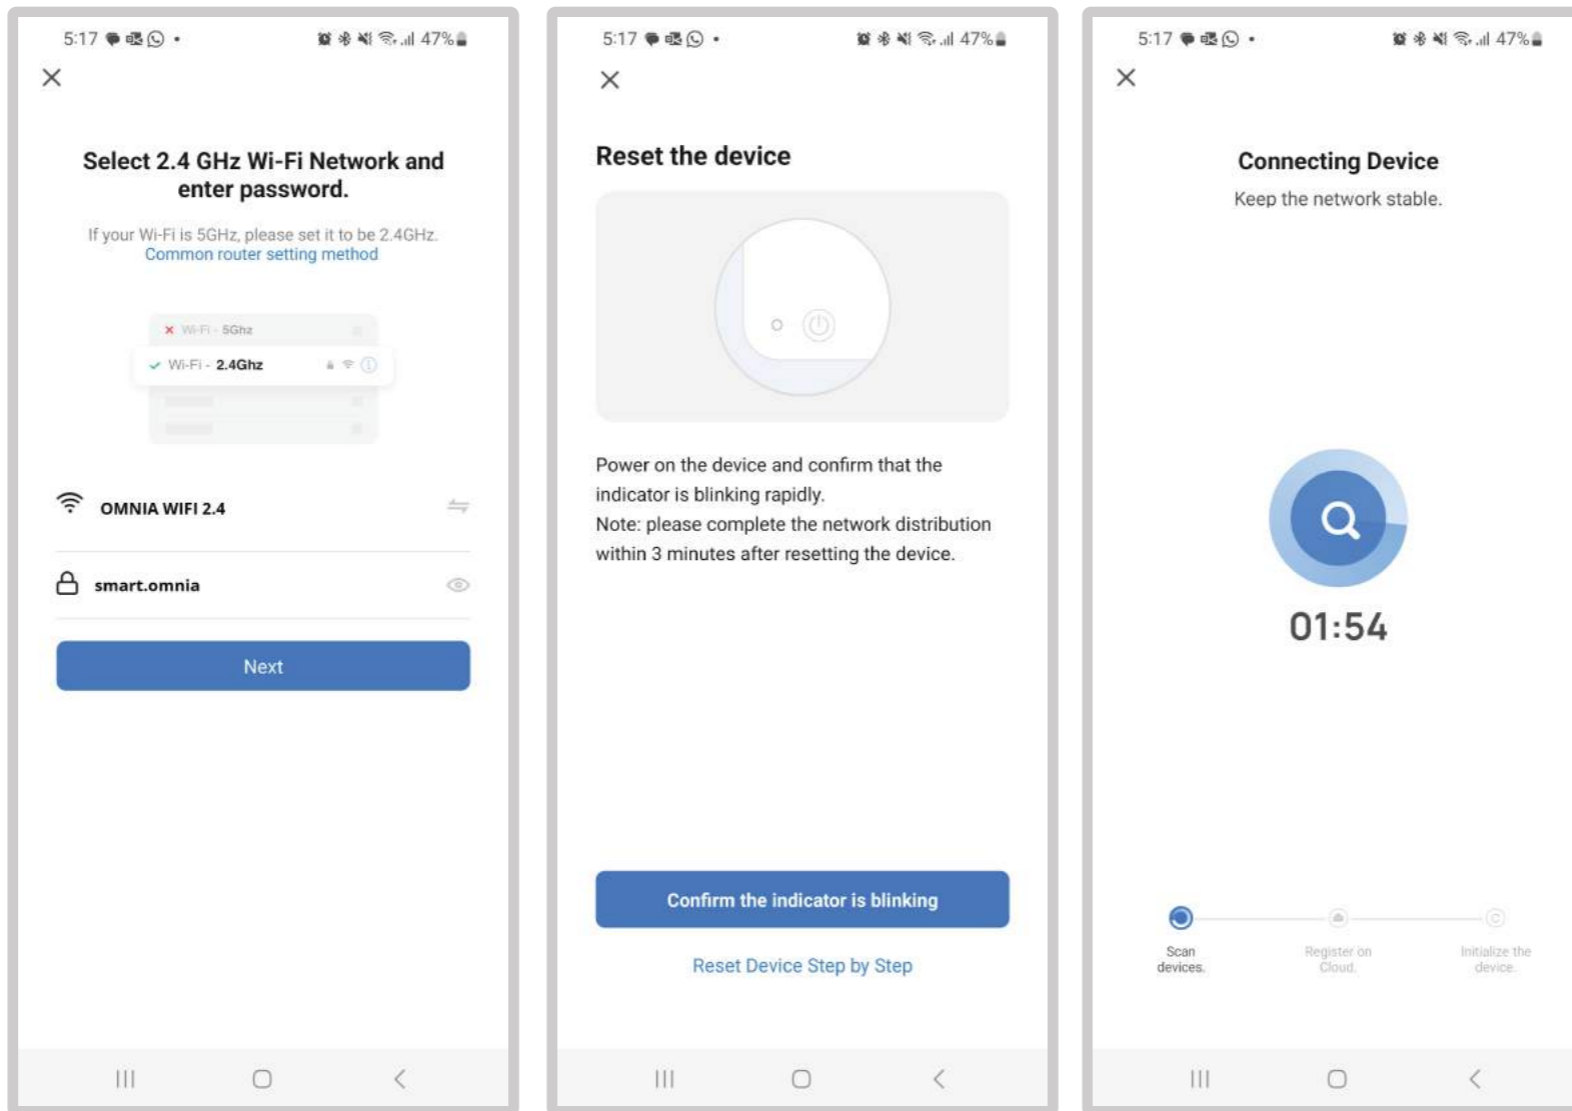 5:17
47%
Select 2.4 GHz Wi-Fi Network and
enter password.
If your Wi-Fi is 5GHz, please set it to be 2.4GHz.
Common router setting method
Wi-Fi - 5Ghz
Wi-Fi - 2.4Ghz
OMNIA WIFI 2.4
smart.omnia
Next
5:17
47%
Reset the device
Power on the device and confirm that the
indicator is blinking rapidly.
Note: please complete the network distribution
within 3 minutes after resetting the device.
Confirm the indicator is blinking
Reset Device Step by Step
5:17
47%
Connecting Device
Keep the network stable.
01:54
Scan
devices.
Register on
Cloud.
Initialize the
device.